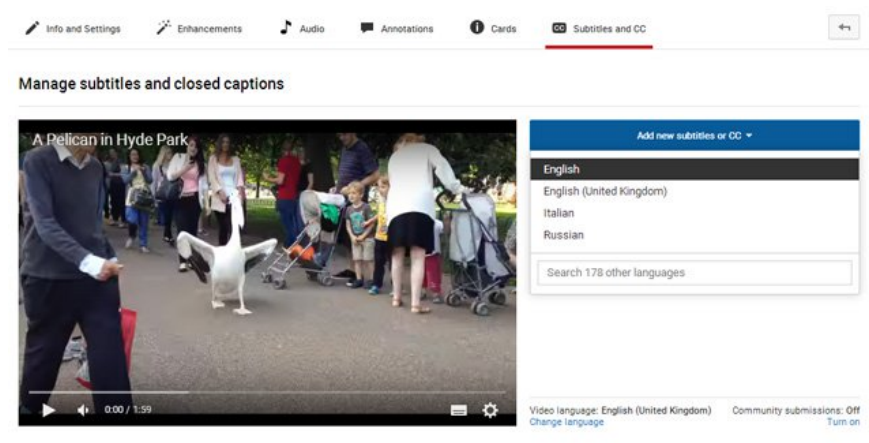 Info and Settings
Enhancements
Audio
Annotations
Cards
CC Subtitles and CC
Manage subtitles and closed captions
A Pelican in Hyde Park
0:00 / 1:59
Add new subtitles or CC
English
English (United Kingdom)
Italian
Russian
Search 178 other languages
Video language: English (United Kingdom)
Change language
Community submissions: Off
Turn on